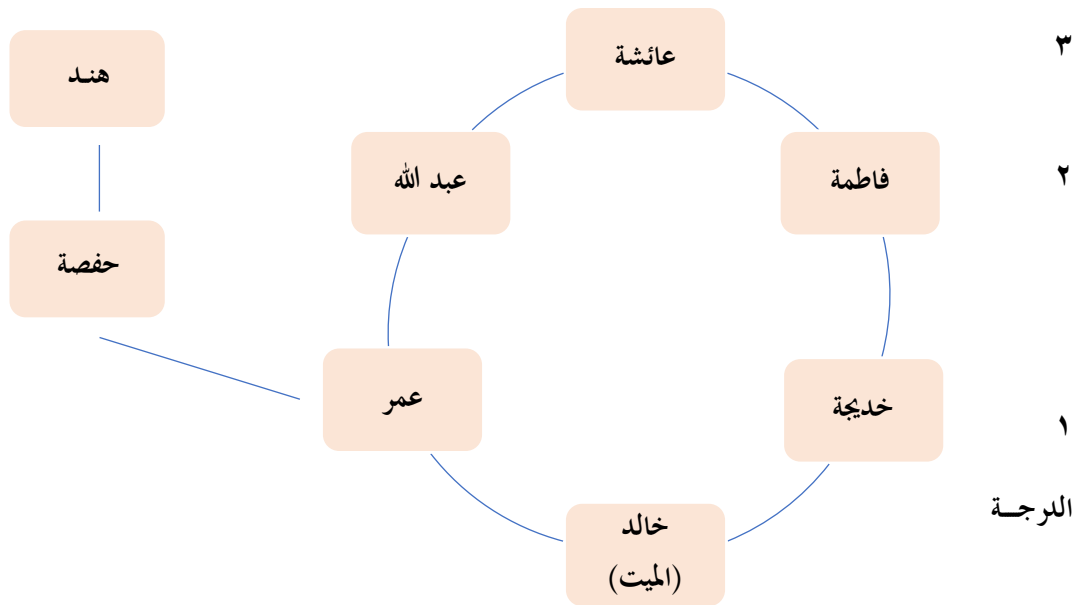 ٣
عائشة
هنـد
٢
فاطمة
عبد الله
حفصة
١
خديجة
عمر
الدرجــة
خالد
(الميت)